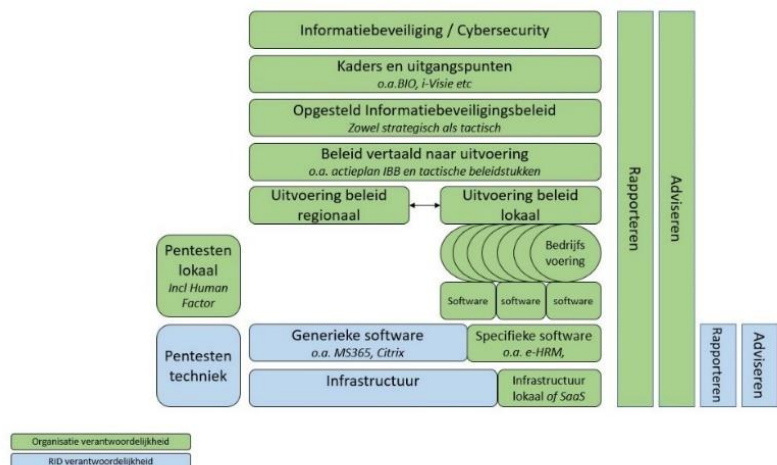 Informatiebeveiliging / Cybersecurity
Kaders en uitgangspunten
o.a.BIO, i-Visie etc
Opgesteld Informatiebeveiligingsbeleid
Zowel strategisch als tactisch
Beleid vertaald naar uitvoering
o.a. actieplan IBB en tactische beleidstukken
Uitvoering beleid
regionaal
Uitvoering beleid
lokaal
Bedrijfs
voering
Pentesten
lokaal
Incl Human
Factor
Software
software
software
Pentesten
techniek
Generieke software
o.a. MS365, Citrix
Specifieke software
o.a. e-HRM,
Infrastructuur
Infrastructuur
lokaal of SaaS
Rapporteren
Adviseren
Rapporteren
Adviseren
Organisatie verantwoordelijkheid
RID verantwoordelijkheid